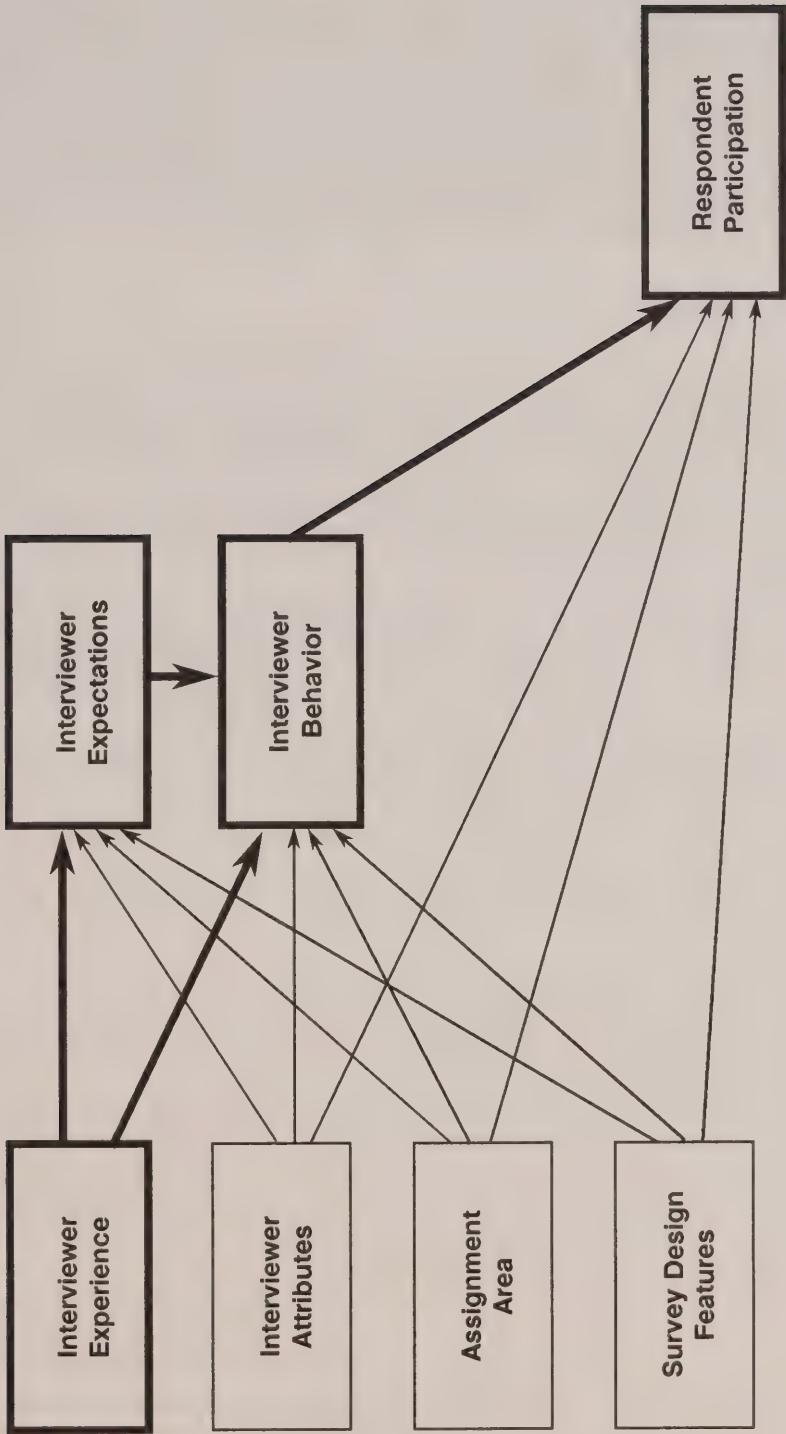 Interviewer
Experience
Interviewer
Attributes
Assignment
Area
Survey Design
Features
Interviewer
Expectations
Interviewer
Behavior
Respondent
Participation